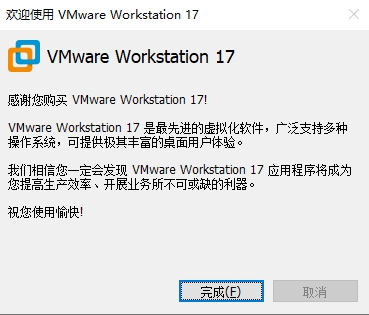 欢迎使用 VMware Workstation 17
VMware Workstation 17
感谢您购买 VMware Workstation 17!
VMware Workstation 17 是最先进的虚拟化软件，广泛支持多种
操作系统，可提供极其丰富的桌面用户体验。
我们相信您一定会发现 VMware Workstation 17 应用程序将成为
您提高生产效率、开展业务所不可或缺的利器。
祝您使用愉快!
完成(F)
取消